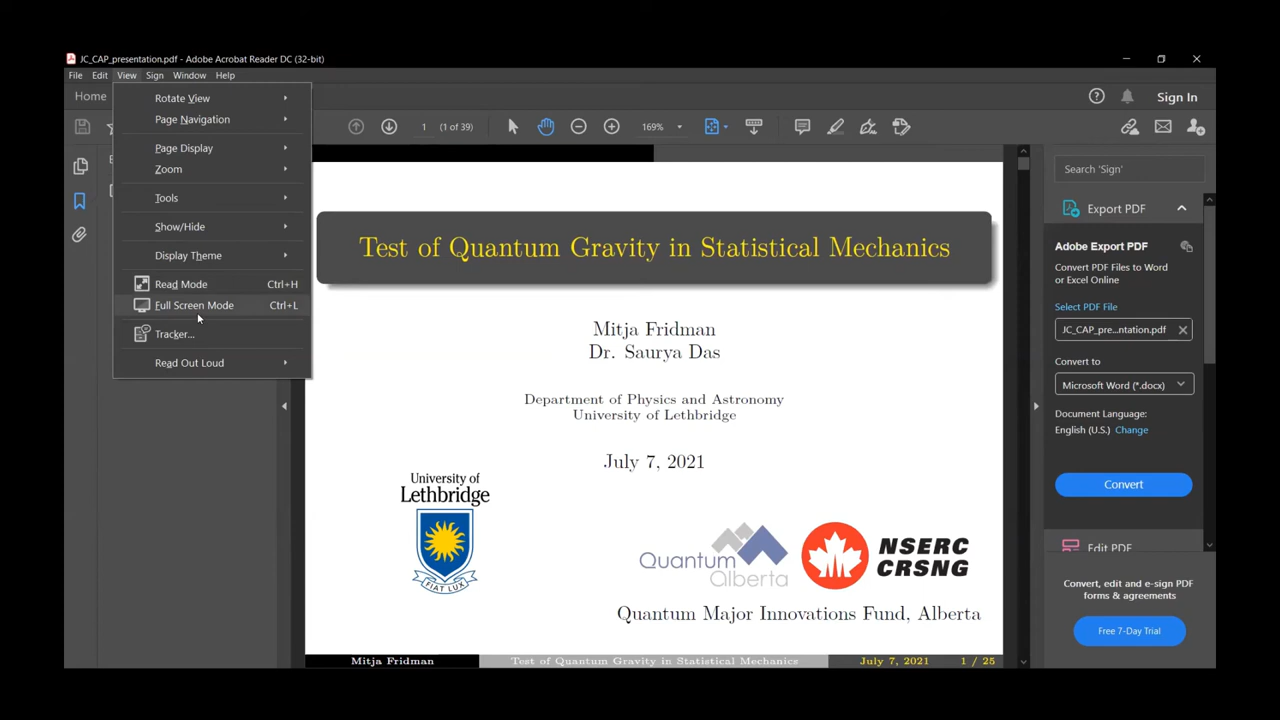 JC_CAP_presentation.pdf - Adobe Acrobat Reader DC (32-bit)
File Edit View Sign Window Help
Home
Sign In
1 (1 of 39)
169%
Rotate View
Page Navigation
Page Display
Zoom
Tools
Show/Hide
Display Theme
Read Mode Ctrl+H
Full Screen Mode Ctrl+L
Tracker...
Read Out Loud
Test of Quantum Gravity in Statistical Mechanics
Mitja Fridman
Dr. Saurya Das
Department of Physics and Astronomy
University of Lethbridge
July 7, 2021
University of
Lethbridge
FIAT LUX
Quantum
Alberta
NSERC
CRSNG
Quantum Major Innovations Fund, Alberta
Mitja Fridman Test of Quantum Gravity in Statistical Mechanics July 7, 2021 1 / 25
Search 'Sign'
Export PDF
Adobe Export PDF
Convert PDF Files to Word
or Excel Online
Select PDF File
JC_CAP_pre...ntation.pdf
Convert to
Microsoft Word (*.docx)
Document Language:
English (U.S.) Change
Convert
Edit PDF
Convert, edit and e-sign PDF
forms & agreements
Free 7-Day Trial